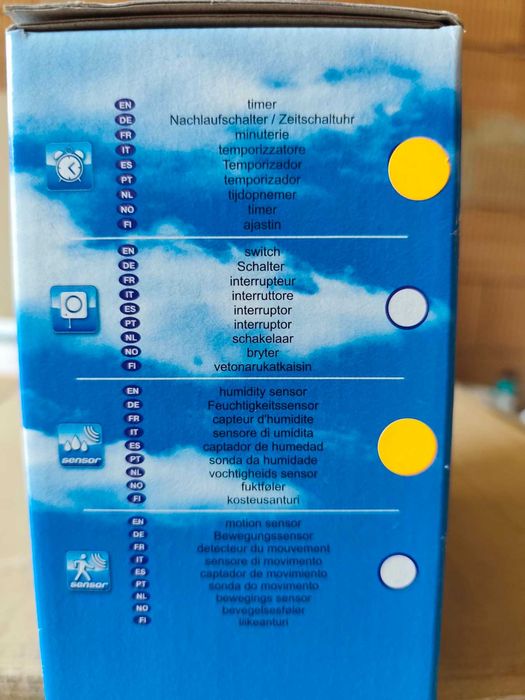 EN timer
DE Nachlaufschalter / Zeitschaltuhr
FR minuterie
IT temporizzatore
ES Temporizador
PT temporizador
NL tijdopnemer
NO timer
FI ajastin
EN switch
DE Schalter
FR interrupteur
IT interruttore
ES interruptor
PT interruptor
NL schakelaar
NO bryter
FI vetonarukatkaisin
EN humidity sensor
DE Feuchtigkeitssensor
FR capteur d'humidite
IT sensore di umidita
ES captador de humedad
sensor
PT sonda da humidade
NL vochtigheids sensor
NO fuktføler
FI kosteusanturi
EN motion sensor
DE Bewegungssensor
FR detecteur du mouvement
IT sensore di movimento
ES captador de movimiento
sensor
PT sonda do movimento
NL bewegings sensor
NO bevegelsesføler
FI liikeanturi